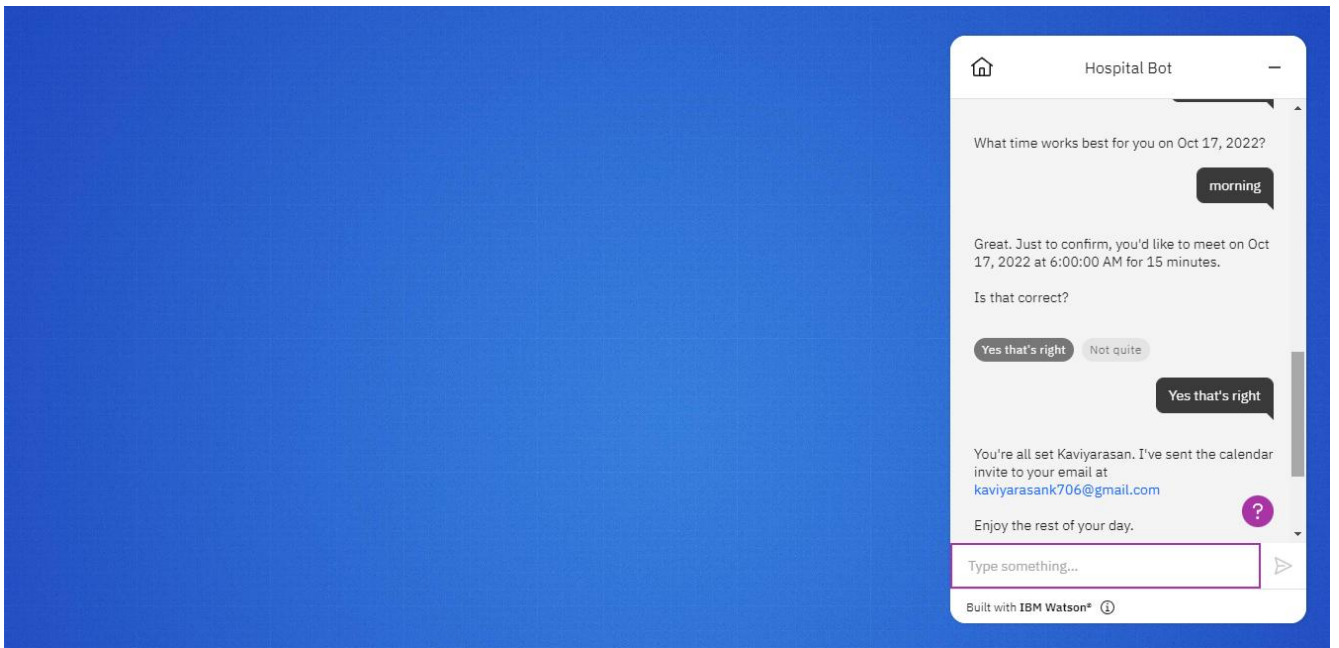 Hospital Bot
What time works best for you on Oct 17, 2022?
morning
Great. Just to confirm, you'd like to meet on Oct
17, 2022 at 6:00:00 AM for 15 minutes.
Is that correct?
Yes that's right Not quite
Yes that's right
You're all set Kaviyarasan. I've sent the calendar
invite to your email at
kaviyarasank706@gmail.com
?
Enjoy the rest of your day.
Type something...
Built with IBM Watson®